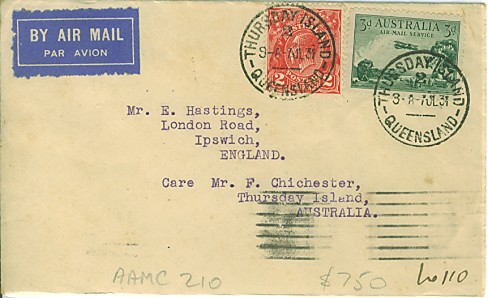 BY AIR MAIL
PAR AVION
THURSDAY ISLAND
QUEENSLAND
2
3d AUSTRALIA 3d
AIR MAIL SERVICE
THURSDAY ISLAND
QUEENSLAND
Mr. E. Hastings,
London Road,
Ipswich,
ENGLAND.
Care Mr. F. Chichester,
Thursday Island,
AUSTRALIA.
AAMC 210
$750